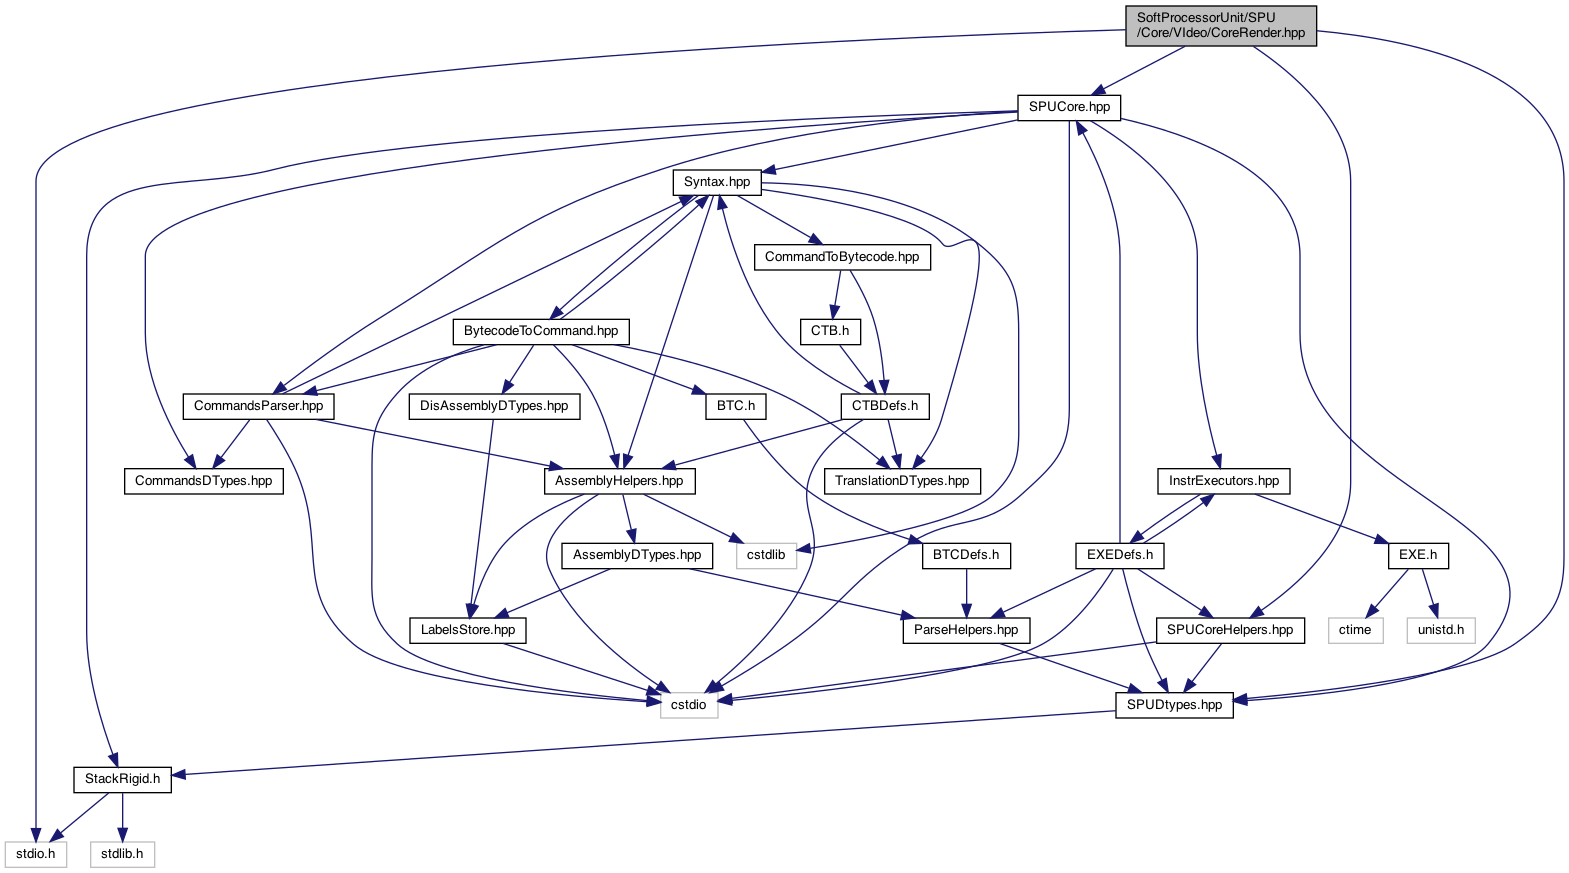 SoftProcessorUnit/SPU
/Core/VIdeo/CoreRender.hpp
SPUCore.hpp
Syntax.hpp
CommandToBytecode.hpp
BytecodeToCommand.hpp
CTB.h
CommandsParser.hpp
DisAssemblyDTypes.hpp
BTC.h
CTBDefs.h
CommandsDTypes.hpp
AssemblyHelpers.hpp
TranslationDTypes.hpp
InstrExecutors.hpp
AssemblyDTypes.hpp
cstdlib
BTCDefs.h
EXEDefs.h
EXE.h
LabelsStore.hpp
ParseHelpers.hpp
SPUCoreHelpers.hpp
ctime
unistd.h
cstdio
SPUDtypes.hpp
StackRigid.h
stdio.h
stdlib.h